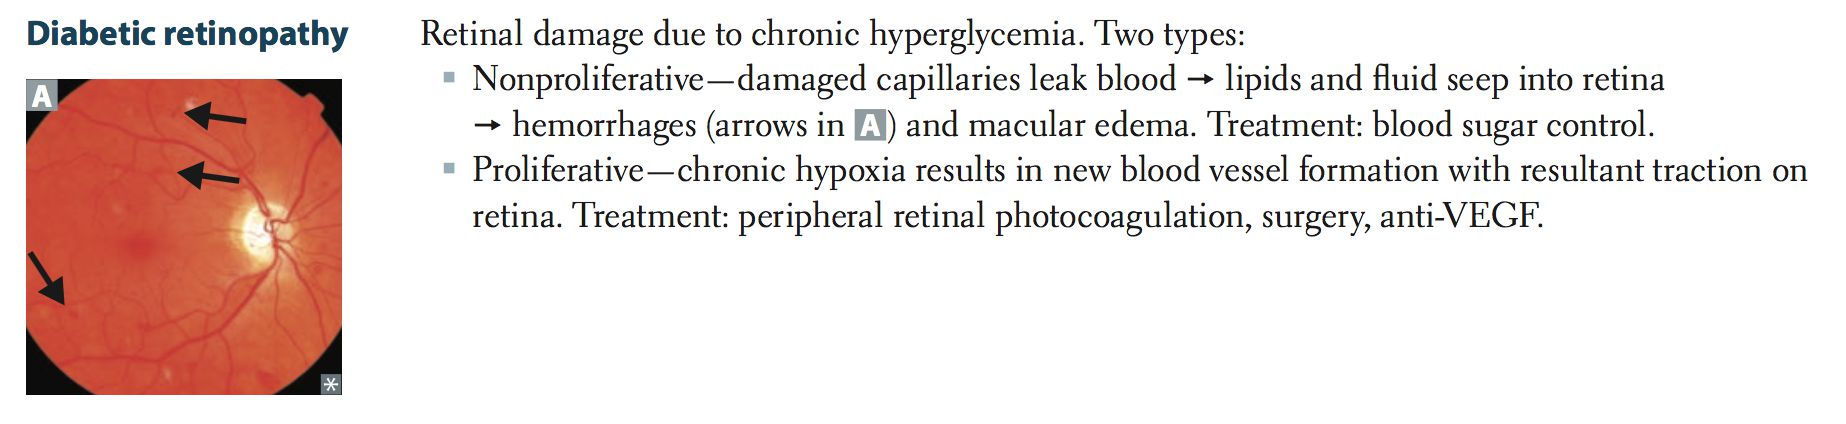 Diabetic retinopathy
A
*
Retinal damage due to chronic hyperglycemia. Two types:
▪ Nonproliferative—damaged capillaries leak blood → lipids and fluid seep into retina
→ hemorrhages (arrows in A) and macular edema. Treatment: blood sugar control.
▪ Proliferative—chronic hypoxia results in new blood vessel formation with resultant traction on
retina. Treatment: peripheral retinal photocoagulation, surgery, anti-VEGF.